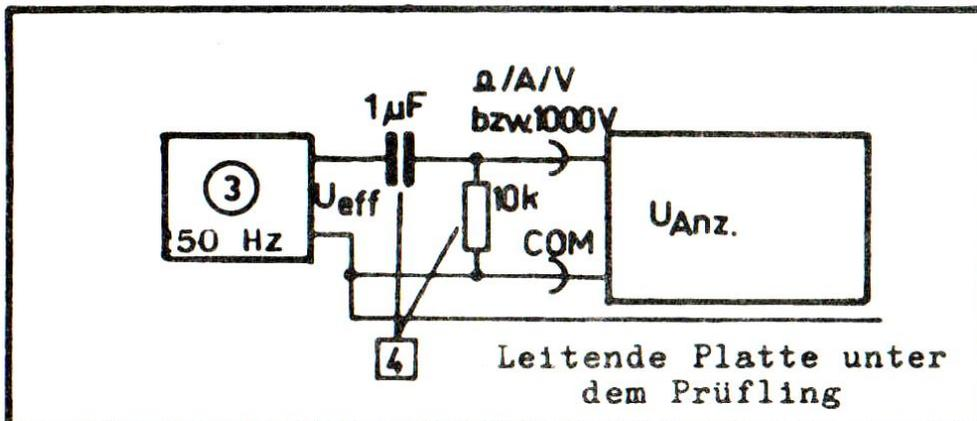 Ω/A/V
bzw.1000V
1µF
3
Ueff
50 Hz
10k
COM
UAnz.
4
Leitende Platte unter
dem Prüfling